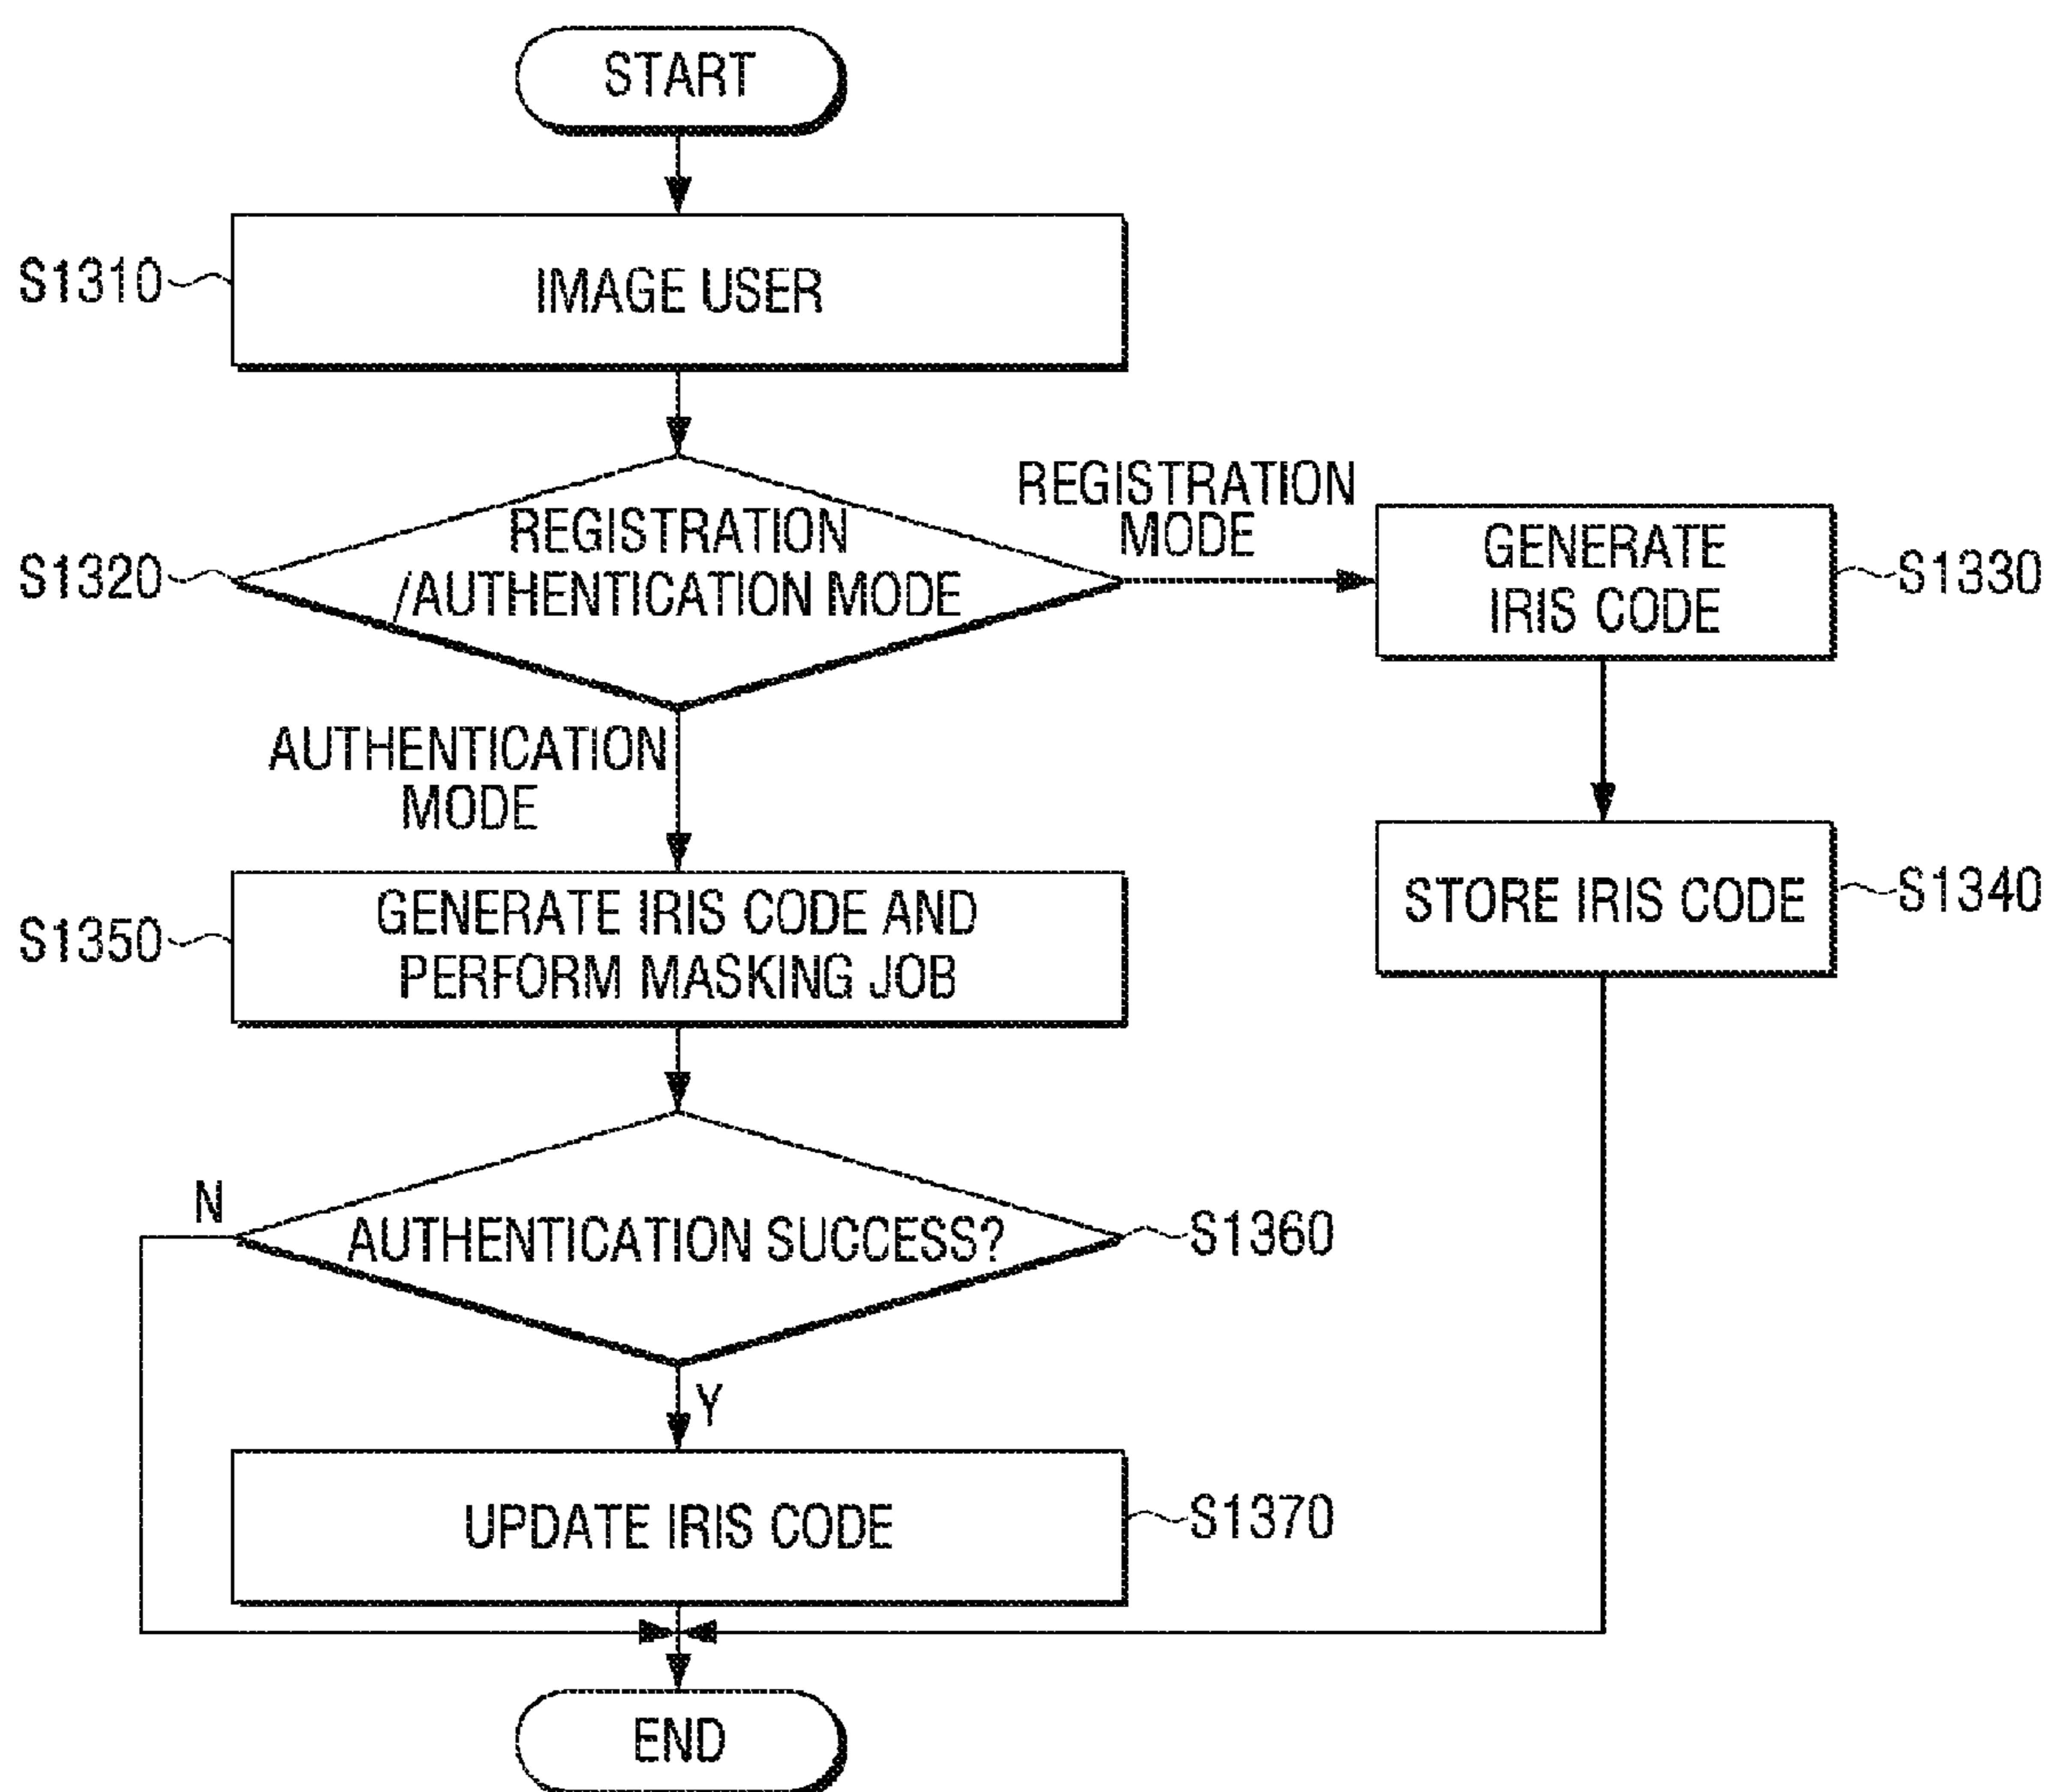 START
S1310
IMAGE USER
S1320
REGISTRATION
/AUTHENTICATION MODE
REGISTRATION
MODE
GENERATE
IRIS CODE
S1330
AUTHENTICATION
MODE
STORE IRIS CODE
S1340
S1350
GENERATE IRIS CODE AND
PERFORM MASKING JOB
N
AUTHENTICATION SUCCESS?
S1360
Y
UPDATE IRIS CODE
S1370
END